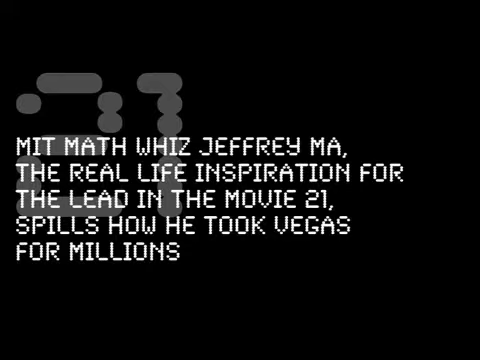 21
MIT MATH WHIZ JEFFREY MA,
THE REAL LIFE INSPIRATION FOR
THE LEAD IN THE MOVIE 21,
SPILLS HOW HE TOOK VEGAS
FOR MILLIONS